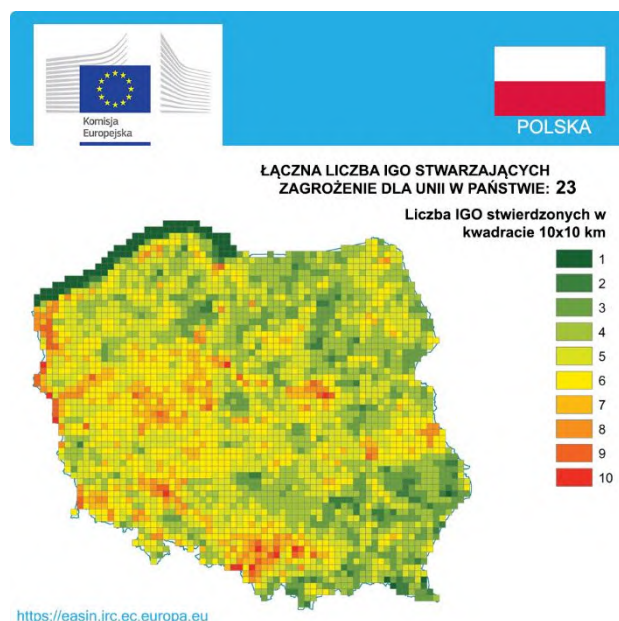 Komisja
Europejska
POLSKA
ŁĄCZNA LICZBA IGO STWARZAJĄCYCH
ZAGROŻENIE DLA UNII W PAŃSTWIE: 23
Liczba IGO stwierdzonych w
kwadracie 10x10 km
1
2
3
4
5
6
7
8
9
10
https://easin.jrc.ec.europa.eu